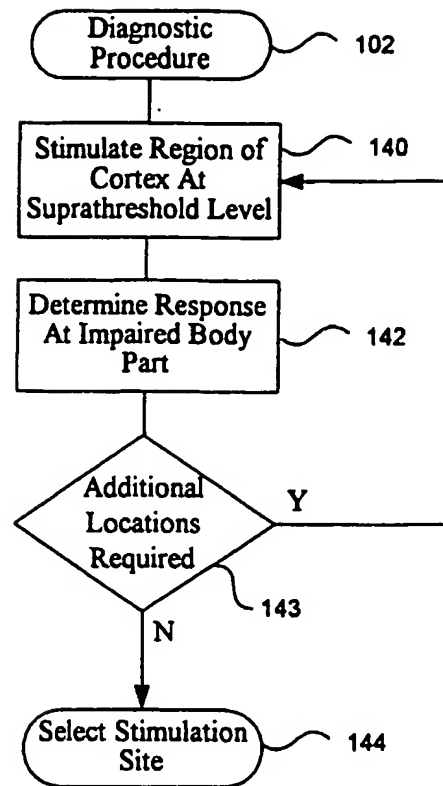 Diagnostic
Procedure
102
Stimulate Region of
Cortex At
Suprathreshold Level
140
Determine Response
At Impaired Body
Part
142
Additional
Locations
Required
Y
143
N
Select Stimulation
Site
144